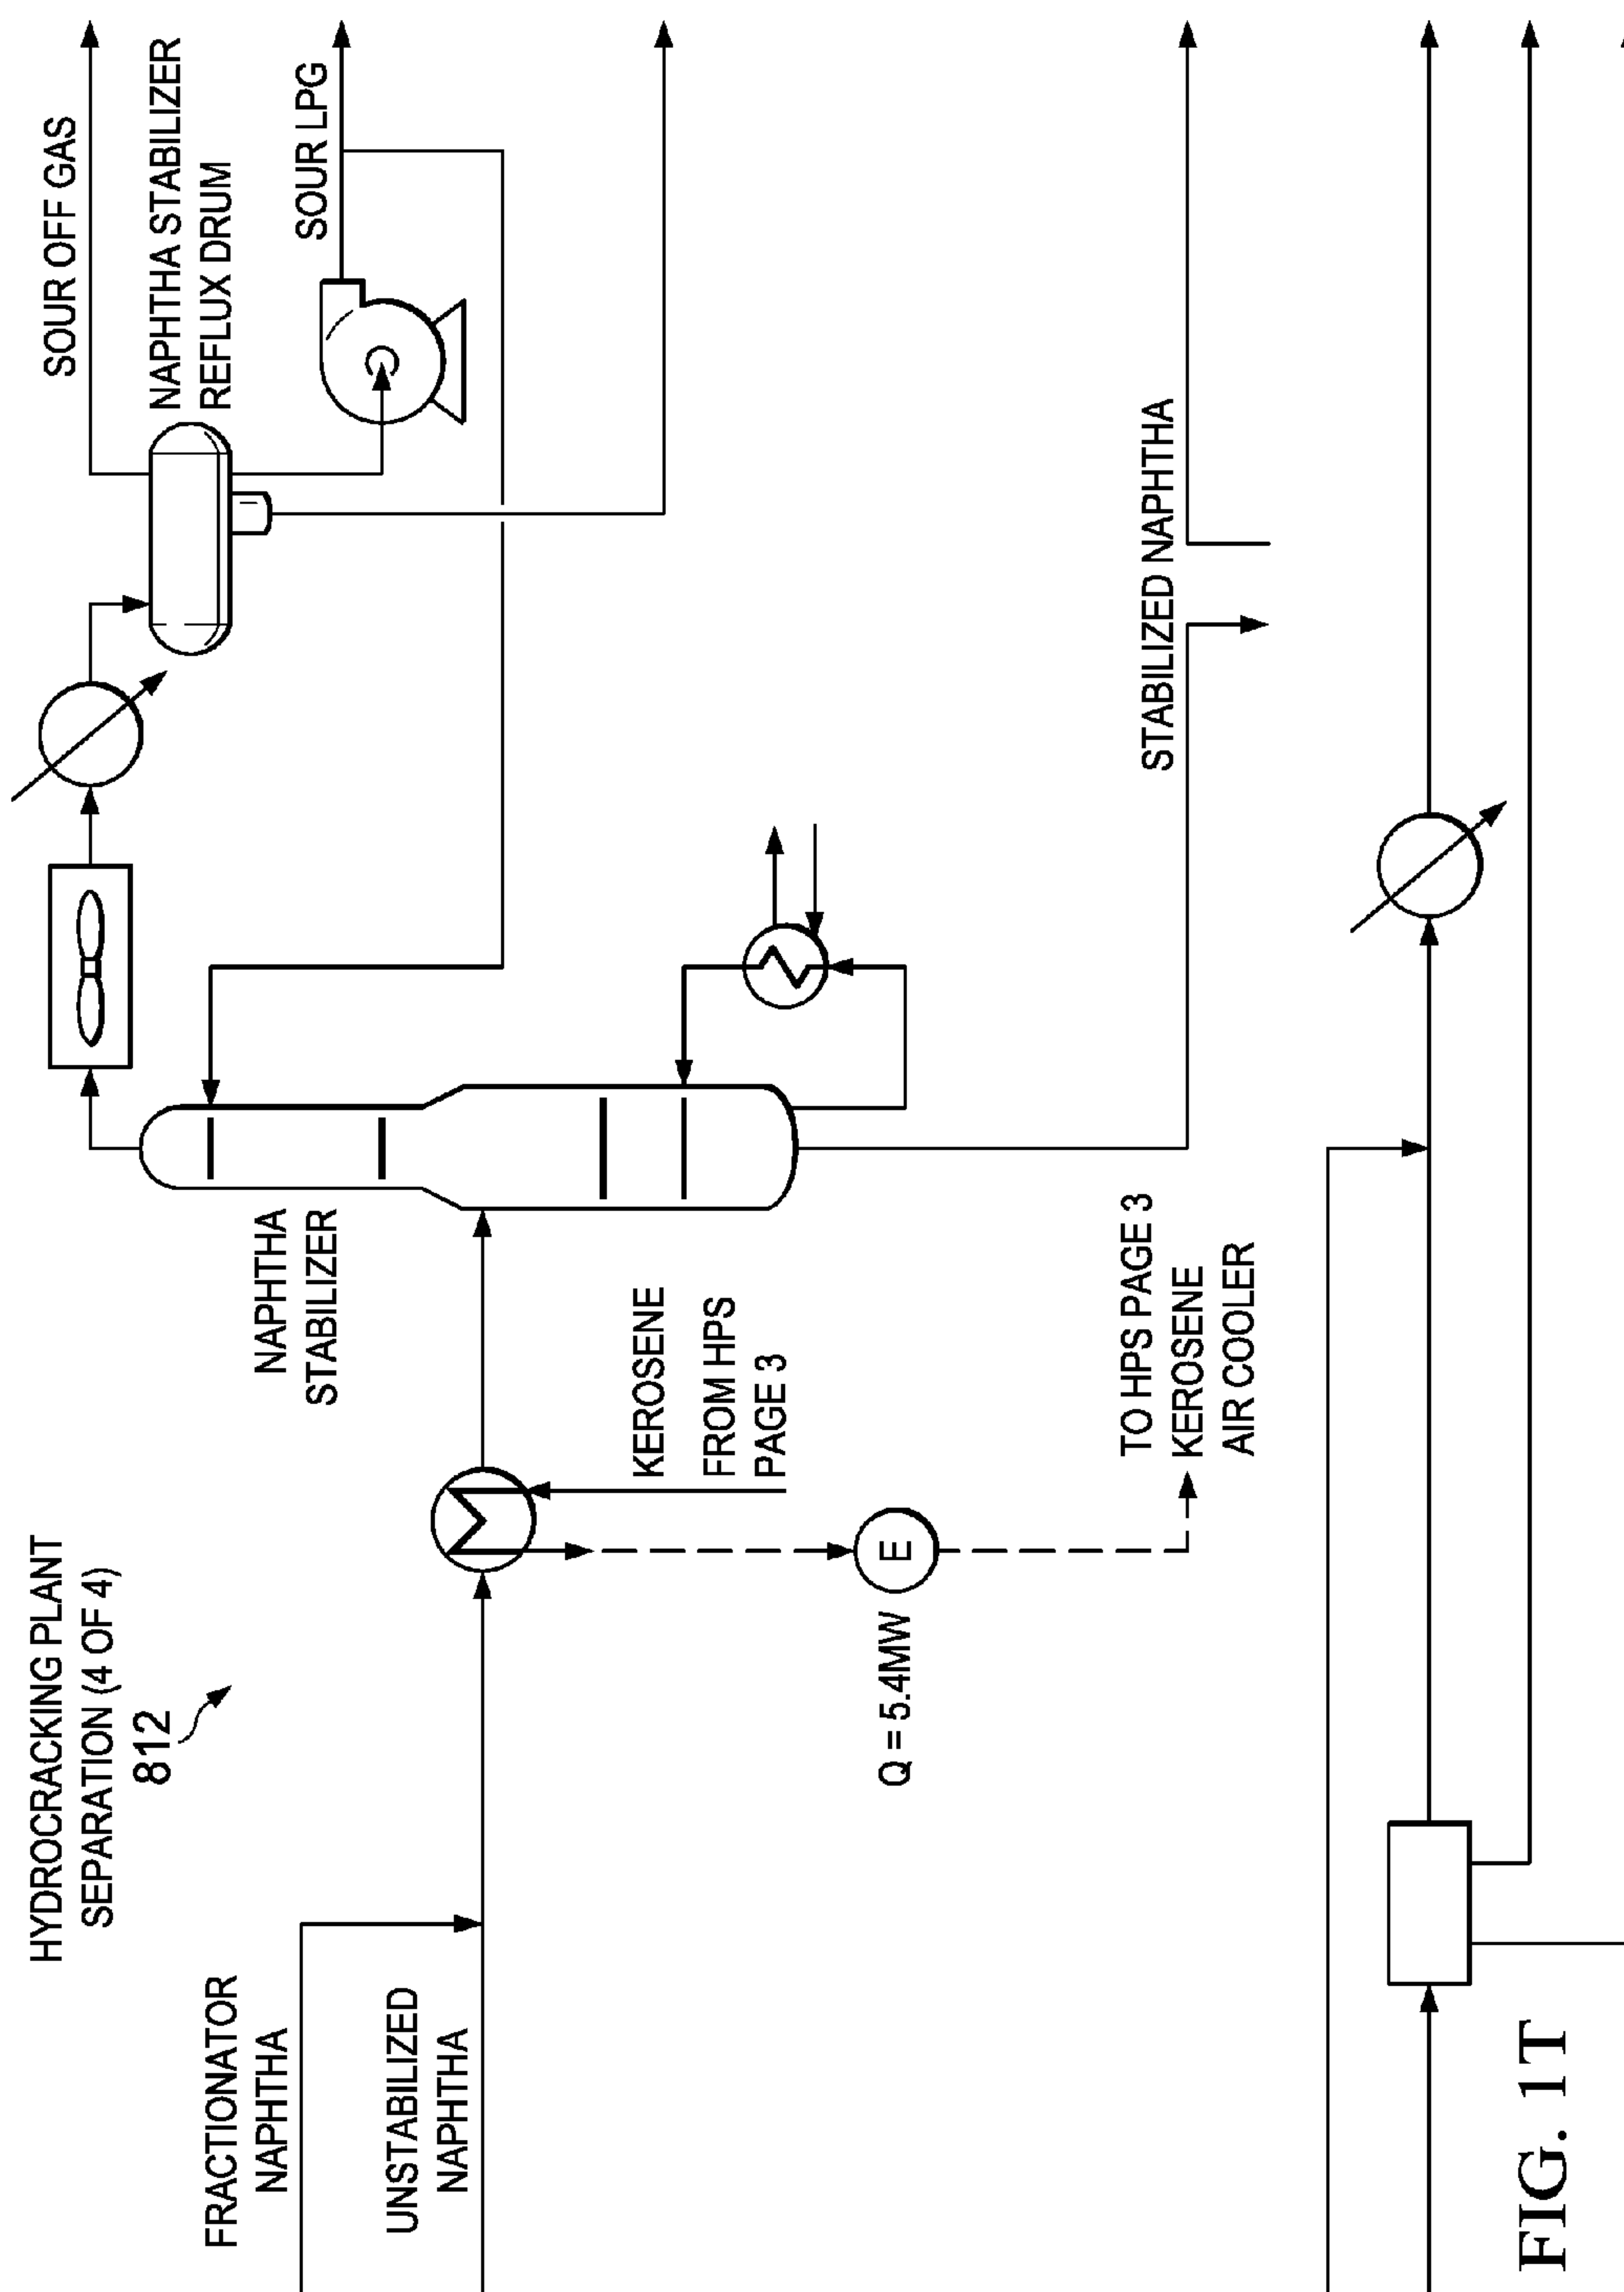 HYDROCRACKING PLANT
SEPARATION (4 OF 4)
812
FRACTIONATOR
NAPHTHA
UNSTABILIZED
NAPHTHA
NAPHTHA
STABILIZER
SOUR OFF GAS
NAPHTHA STABILIZER
REFLUX DRUM
SOUR LPG
KEROSENE
FROM HPS
PAGE 3
E
Q = 5.4MW
TO HPS PAGE 3
KEROSENE
AIR COOLER
STABILIZED NAPHTHA
FIG. 1T